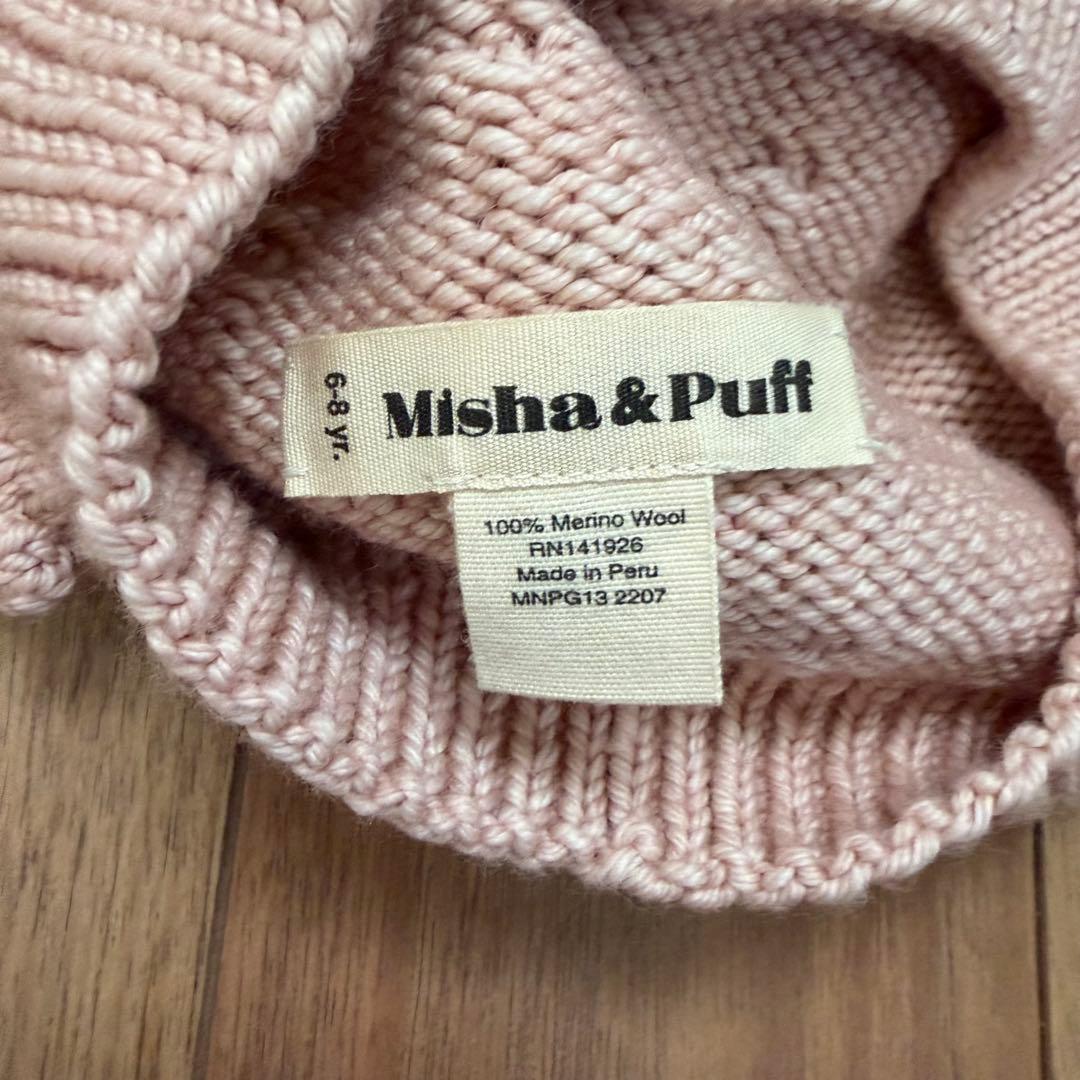 6-8 yr.
Misha & Puff
100% Merino Wool
RN141926
Made in Peru
MNPG13 2207